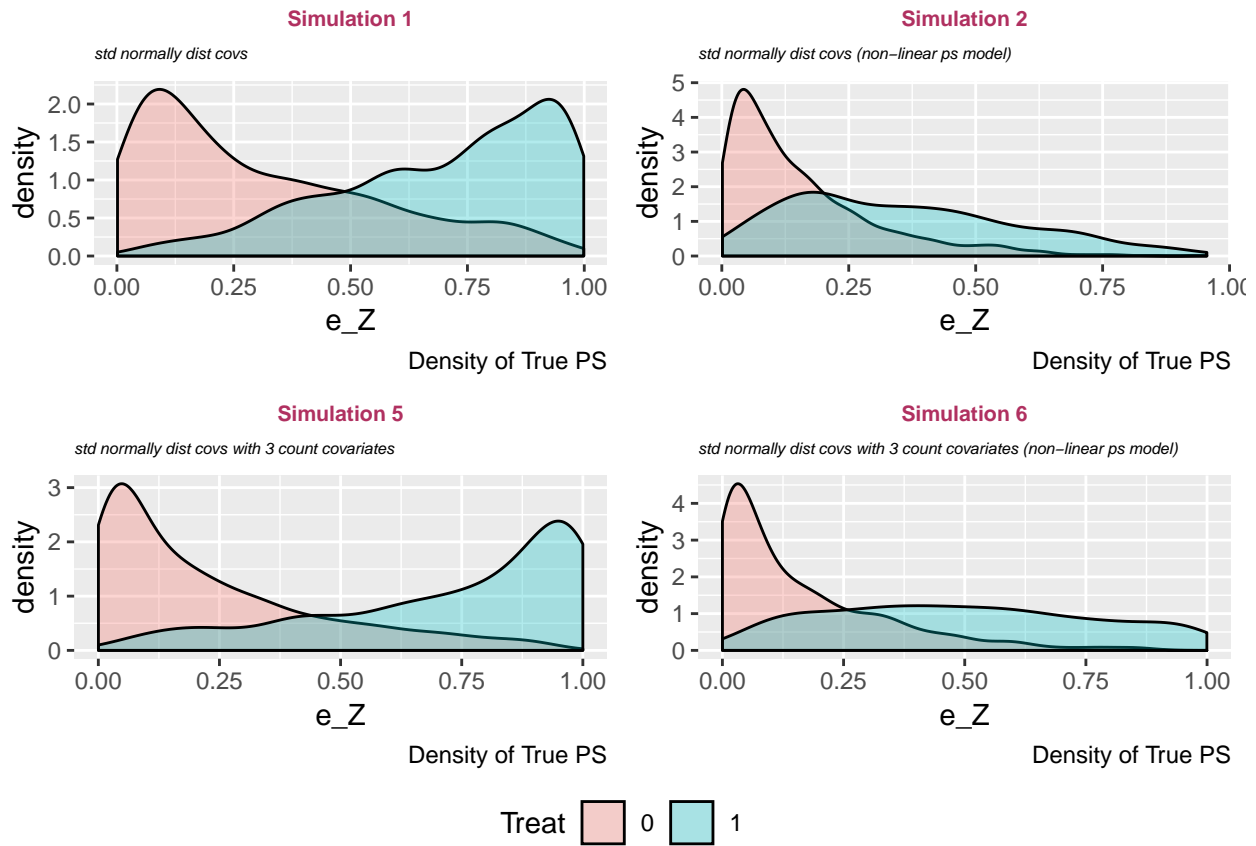 Simulation 1
std normally dist covs
density
2.0
1.5
1.0
0.5
0.0
0.00 0.25 0.50 0.75 1.00
e_Z
Density of True PS
Simulation 2
std normally dist covs (non−linear ps model)
density
5
4
3
2
1
0
0.00 0.25 0.50 0.75 1.00
e_Z
Density of True PS
Simulation 5
std normally dist covs with 3 count covariates
density
3
2
1
0
0.00 0.25 0.50 0.75 1.00
e_Z
Density of True PS
Simulation 6
std normally dist covs with 3 count covariates (non−linear ps model)
density
4
3
2
1
0
0.00 0.25 0.50 0.75 1.00
e_Z
Density of True PS
Treat 0 1